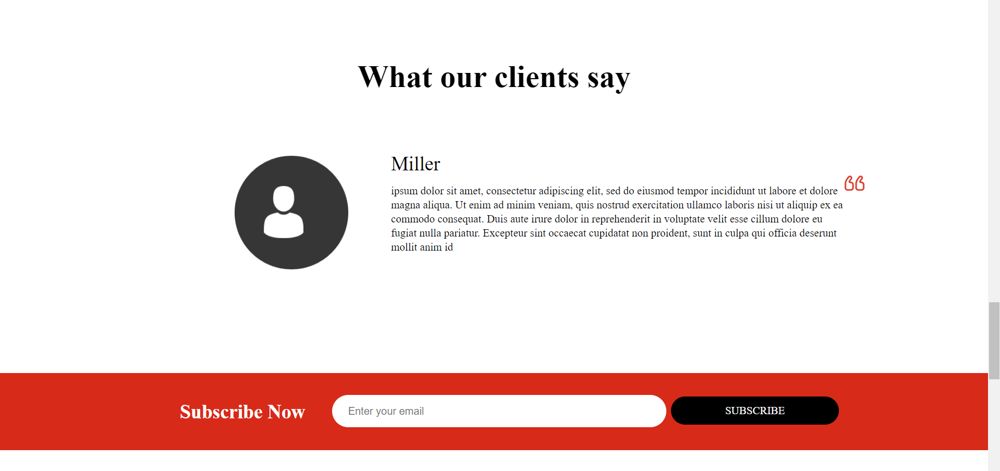 What our clients say
Miller
ipsum dolor sit amet, consectetur adipiscing elit, sed do eiusmod tempor incididunt ut labore et dolore
magna aliqua. Ut enim ad minim veniam, quis nostrud exercitation ullamco laboris nisi ut aliquip ex ea
commodo consequat. Duis aute irure dolor in reprehenderit in voluptate velit esse cillum dolore eu
fugiat nulla pariatur. Excepteur sint occaecat cupidatat non proident, sunt in culpa qui officia deserunt
mollit anim id
Subscribe Now
Enter your email
SUBSCRIBE